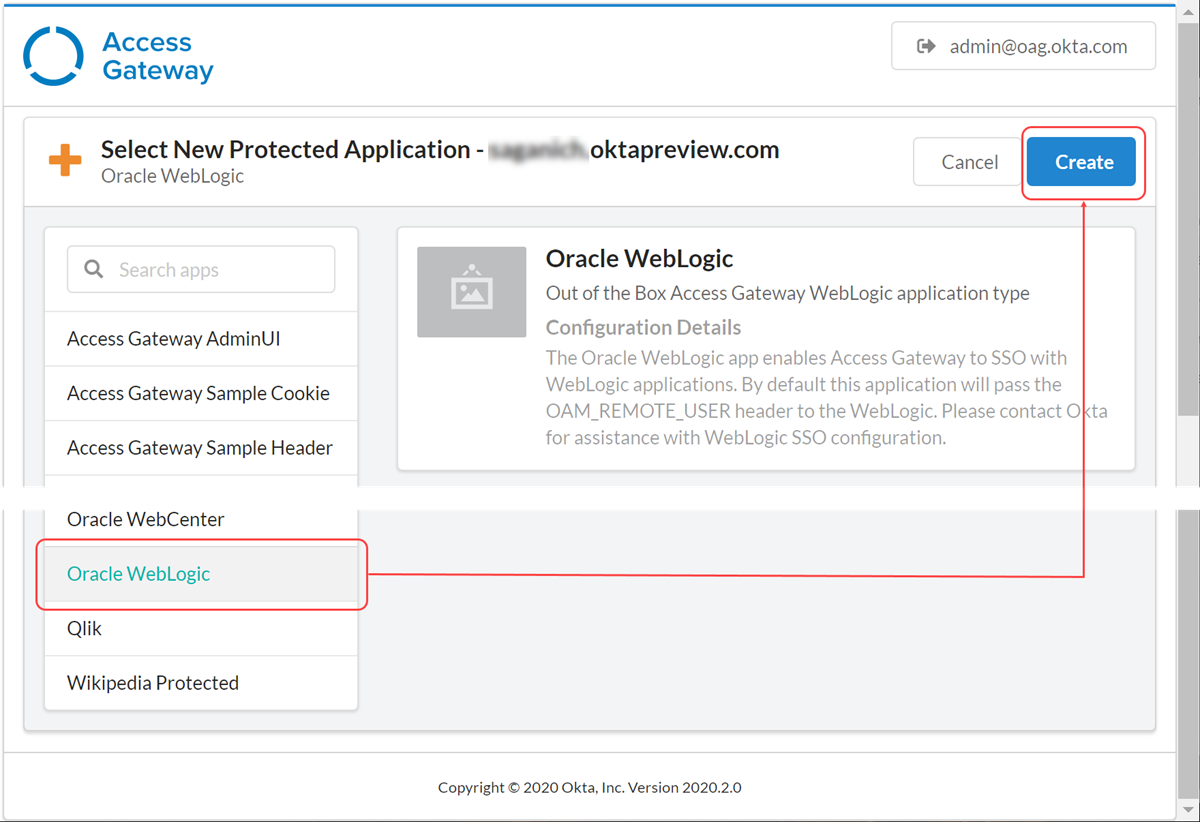 Access
Gateway
admin@oag.okta.com
Select New Protected Application - .oktapreview.com
Oracle WebLogic
Cancel
Create
Search apps
Access Gateway AdminUI
Access Gateway Sample Cookie
Access Gateway Sample Header
Oracle WebCenter
Oracle WebLogic
Qlik
Wikipedia Protected
Oracle WebLogic
Out of the Box Access Gateway WebLogic application type
Configuration Details
The Oracle WebLogic app enables Access Gateway to SSO with
WebLogic applications. By default this application will pass the
OAM_REMOTE_USER header to the WebLogic. Please contact Okta
for assistance with WebLogic SSO configuration.
Copyright © 2020 Okta, Inc. Version 2020.2.0